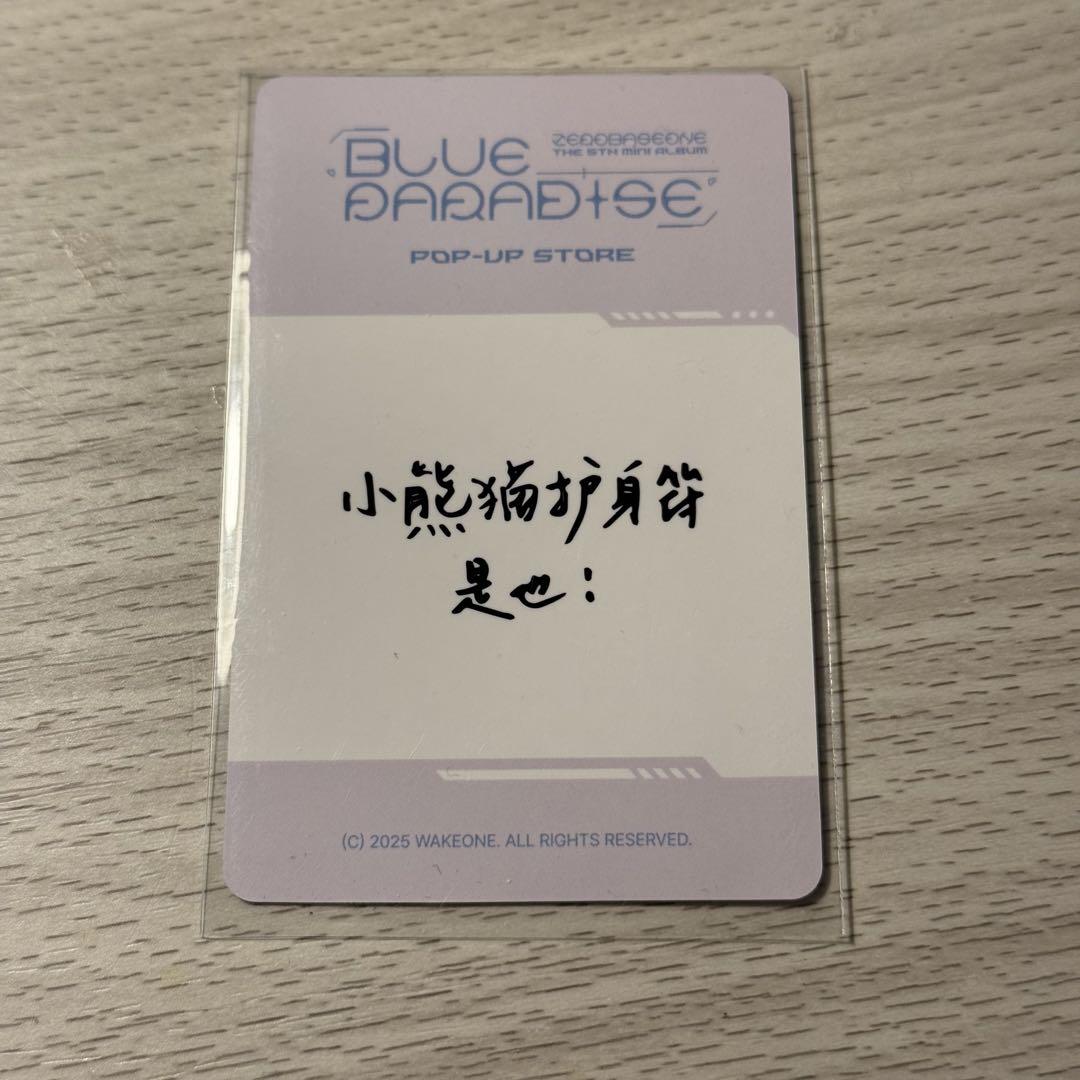 BLUE
ZEROBASEONE
THE 5TH MINI ALBUM
PARADISE
POP-UP STORE
小熊猫护身符
是也:
(C) 2025 WAKEONE. ALL RIGHTS RESERVED.